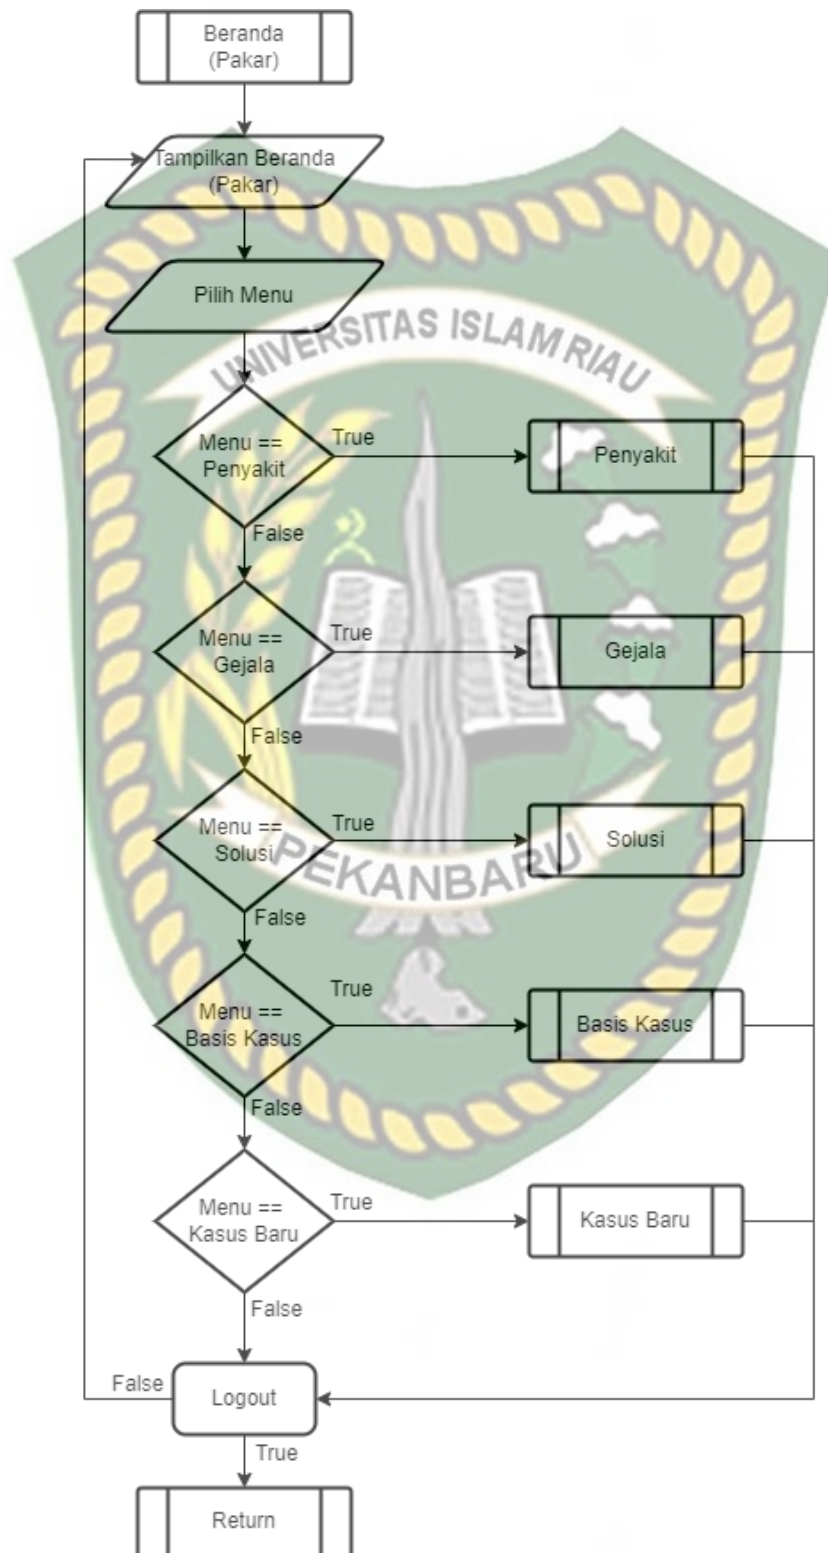 Beranda
(Pakar)
Tampilkan Beranda
(Pakar)
Pilih Menu
UNIVERSITAS ISLAM RIAU
Menu ==
Penyakit
True
Penyakit
False
Menu ==
Gejala
True
Gejala
False
Menu ==
Solusi
True
Solusi
PEKANBARU
False
Menu ==
Basis Kasus
True
Basis Kasus
False
Menu ==
Kasus Baru
True
Kasus Baru
False
False
Logout
True
Return